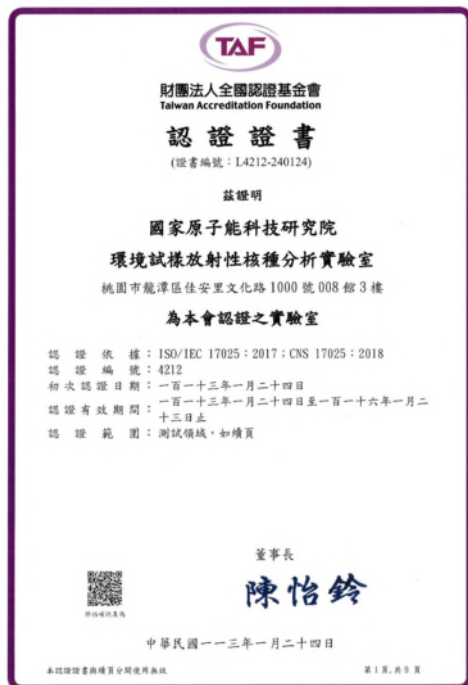 TAF
財團法人全國認證基金會
Taiwan Accreditation Foundation
認證證書
(證書編號:L4212-240124)
茲證明
國家原子能科技研究院
環境試樣放射性核種分析實驗室
桃園市龍潭區佳安里文化路1000號008館3樓
為本會認證之實驗室
認證依據:ISO/IEC 17025:2017;CNS 17025:2018
認證編號:4212
初次認證日期:一百一十三年一月二十四日
認證有效期間:一百一十三年一月二十四日至一百一十六年一月二
十三日止
認證範圍:測試領域,如續頁
董事長
陳怡鈴
中華民國一一三年一月二十四日
本認證證書與續頁分開使用無效
第1頁,共9頁